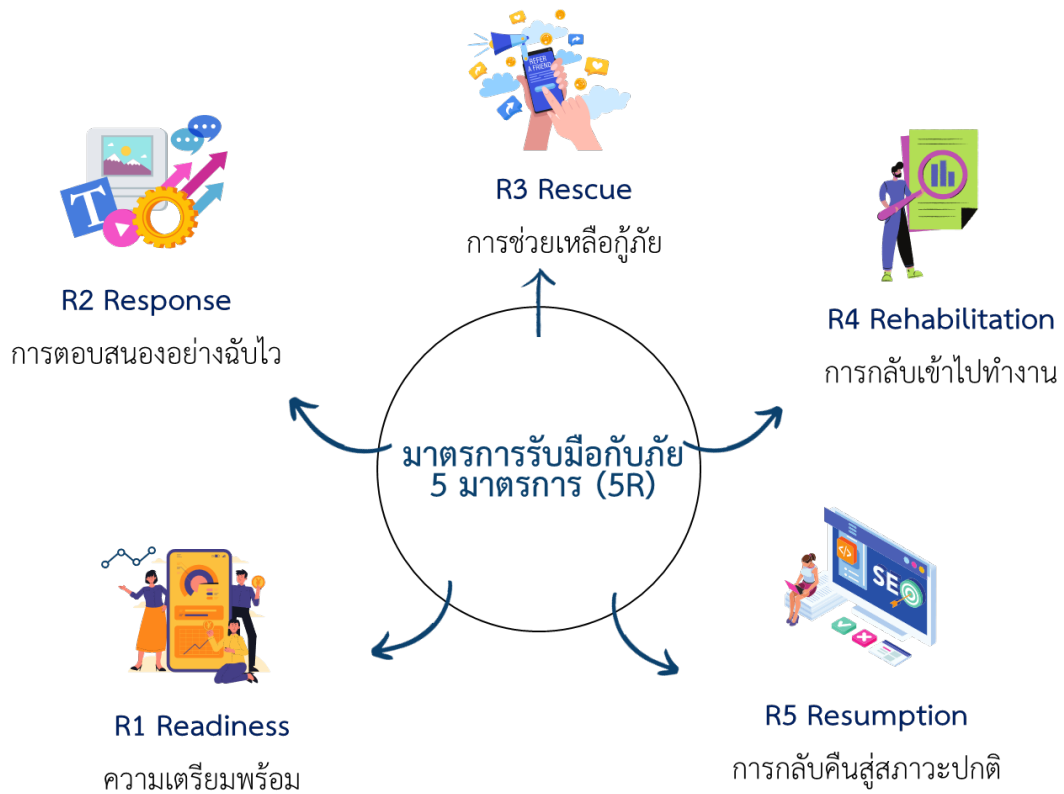 REFER
A FRIEND
R3 Rescue
การช่วยเหลือกู้ภัย
T
R2 Response
การตอบสนองอย่างฉับไว
R4 Rehabilitation
การกลับเข้าไปทำงาน
มาตรการรับมือกับภัย
5 มาตรการ (5R)
R1 Readiness
ความเตรียมพร้อม
</>
SEO
R5 Resumption
การกลับคืนสู่สภาวะปกติ